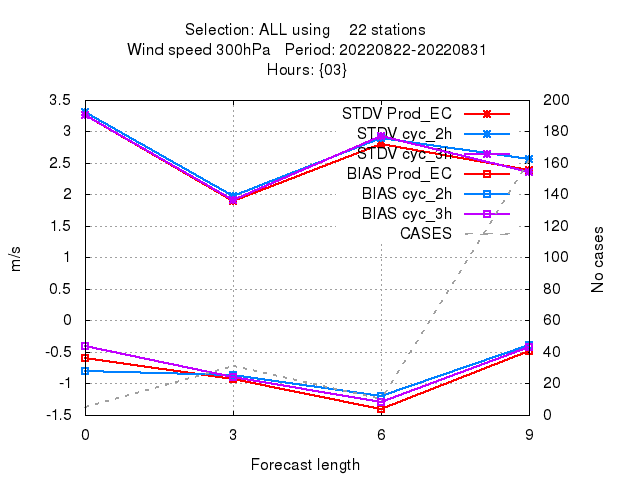 Selection: ALL using 22 stations
Wind speed 300hPa Period: 20220822-20220831
Hours: {03}
3.5
3
2.5
2
1.5
1
0.5
0
-0.5
-1
-1.5
m/s
STDV Prod_EC
STDV cyc_2h
STDV cyc_3h
BIAS Prod_EC
BIAS cyc_2h
BIAS cyc_3h
CASES
200
180
160
140
120
100
80
60
40
20
0
No cases
0 3 6 9
Forecast length